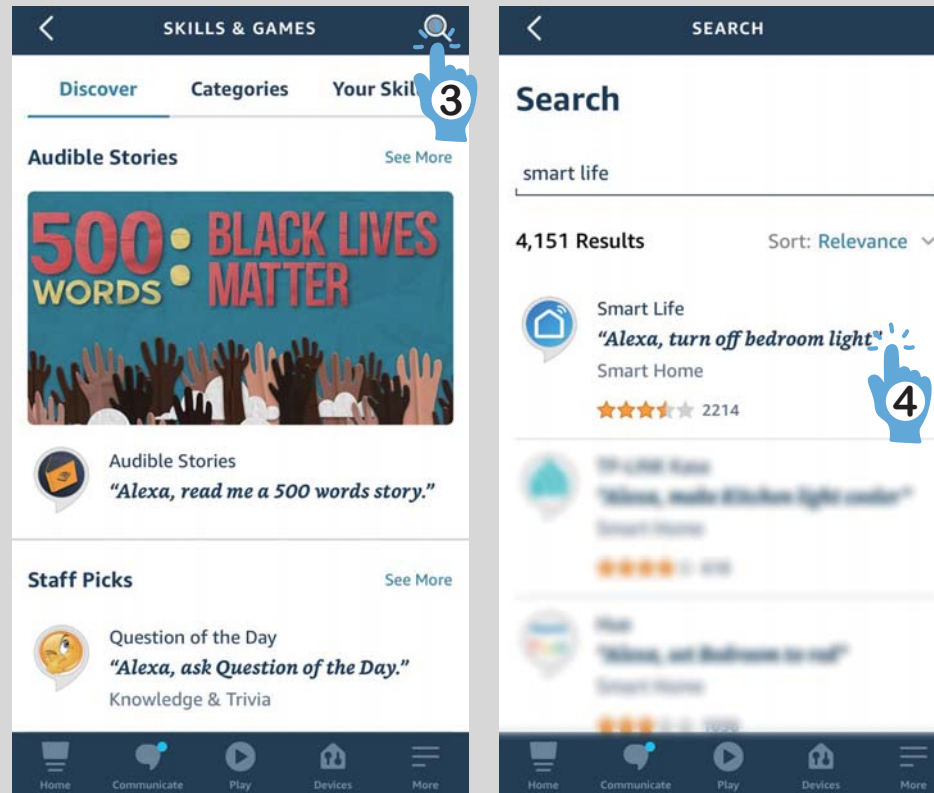 SKILLS & GAMES
3
Discover Categories Your Skil
Audible Stories See More
500 WORDS: BLACK LIVES MATTER
Audible Stories
“Alexa, read me a 500 words story.”
Staff Picks See More
Question of the Day
“Alexa, ask Question of the Day.”
Knowledge & Trivia
Home Communicate Play Devices More
SEARCH
Search
smart life
4,151 Results Sort: Relevance
Smart Life
“Alexa, turn off bedroom light”
Smart Home
2214
4
Home Communicate Play Devices More